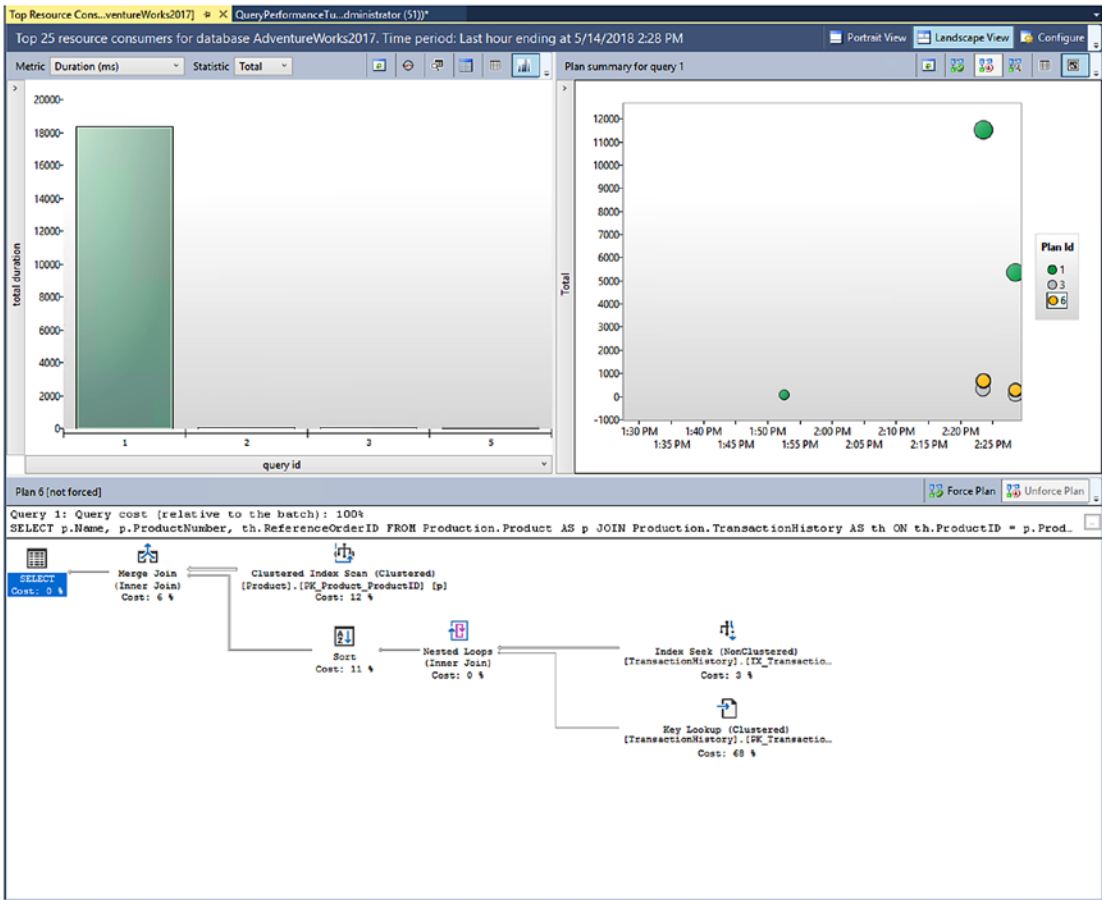 Top Resource Cons...ventureWorks2017] QueryPerformanceTu...dministrator (51))*
Top 25 resource consumers for database AdventureWorks2017. Time period: Last hour ending at 5/14/2018 2:28 PM
Portrait View Landscape View Configure
Metric Duration (ms) Statistic Total
Plan summary for query 1
total duration
20000
18000
16000
14000
12000
10000
8000
6000
4000
2000
0
1 2 3 5
query id
Total
12000
11000
10000
9000
8000
7000
6000
5000
4000
3000
2000
1000
0
-1000
1:30 PM 1:40 PM 1:50 PM 2:00 PM 2:10 PM 2:20 PM
1:35 PM 1:45 PM 1:55 PM 2:05 PM 2:15 PM 2:25 PM
Plan Id
1
3
6
Plan 6 [not forced]
Force Plan Unforce Plan
Query 1: Query cost (relative to the batch): 100%
SELECT p.Name, p.ProductNumber, th.ReferenceOrderID FROM Production.Product AS p JOIN Production.TransactionHistory AS th ON th.ProductID = p.Prod…
SELECT
Cost: 0 %
Merge Join
(Inner Join)
Cost: 6 %
Clustered Index Scan (Clustered)
[Product].[PK_Product_ProductID] [p]
Cost: 12 %
Sort
Cost: 11 %
Nested Loops
(Inner Join)
Cost: 0 %
Index Seek (NonClustered)
[TransactionHistory].[IX_Transactio…
Cost: 3 %
Key Lookup (Clustered)
[TransactionHistory].[PK_Transactio…
Cost: 68 %